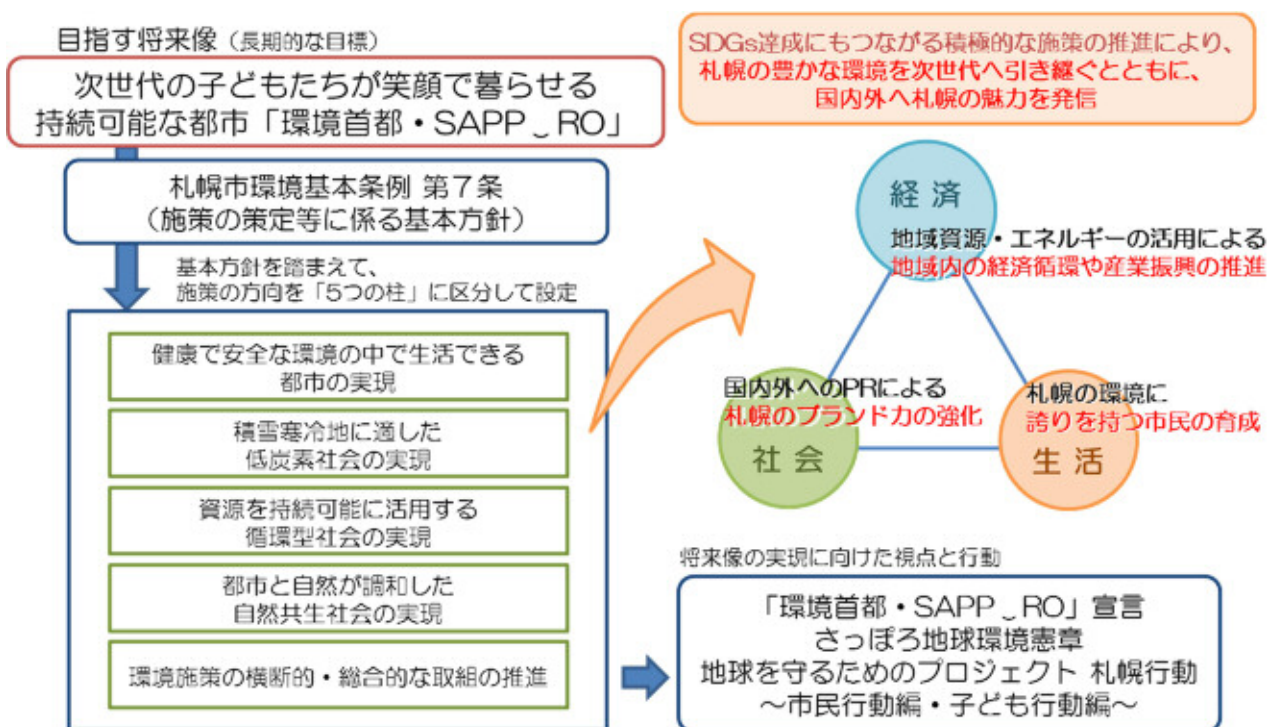 目指す将来像（長期的な目標）
次世代の子どもたちが笑顔で暮らせる
持続可能な都市「環境首都・SAPP‿RO」
札幌市環境基本条例 第７条
（施策の策定等に係る基本方針）
基本方針を踏まえて、
施策の方向を「5つの柱」に区分して設定
健康で安全な環境の中で生活できる
都市の実現
積雪寒冷地に適した
低炭素社会の実現
資源を持続可能に活用する
循環型社会の実現
都市と自然が調和した
自然共生社会の実現
環境施策の横断的・総合的な取組の推進
SDGs達成にもつながる積極的な施策の推進により、
札幌の豊かな環境を次世代へ引き継ぐとともに、
国内外へ札幌の魅力を発信
経済
地域資源・エネルギーの活用による
地域内の経済循環や産業振興の推進
国内外へのPRによる
札幌のブランド力の強化
社会
札幌の環境に
誇りを持つ市民の育成
生活
将来像の実現に向けた視点と行動
「環境首都・SAPP‿RO」宣言
さっぽろ地球環境憲章
地球を守るためのプロジェクト 札幌行動
～市民行動編・子ども行動編～